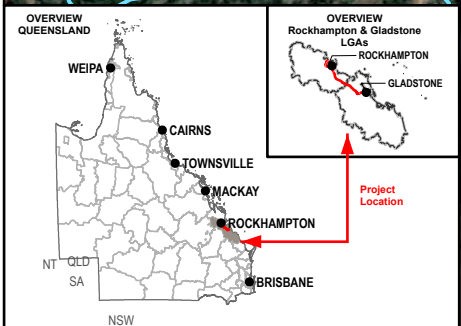 OVERVIEW
QUEENSLAND
WEIPA
CAIRNS
TOWNSVILLE
MACKAY
ROCKHAMPTON
BRISBANE
NT
QLD
SA
NSW
OVERVIEW
Rockhampton & Gladstone
LGAs
ROCKHAMPTON
GLADSTONE
Project
Location